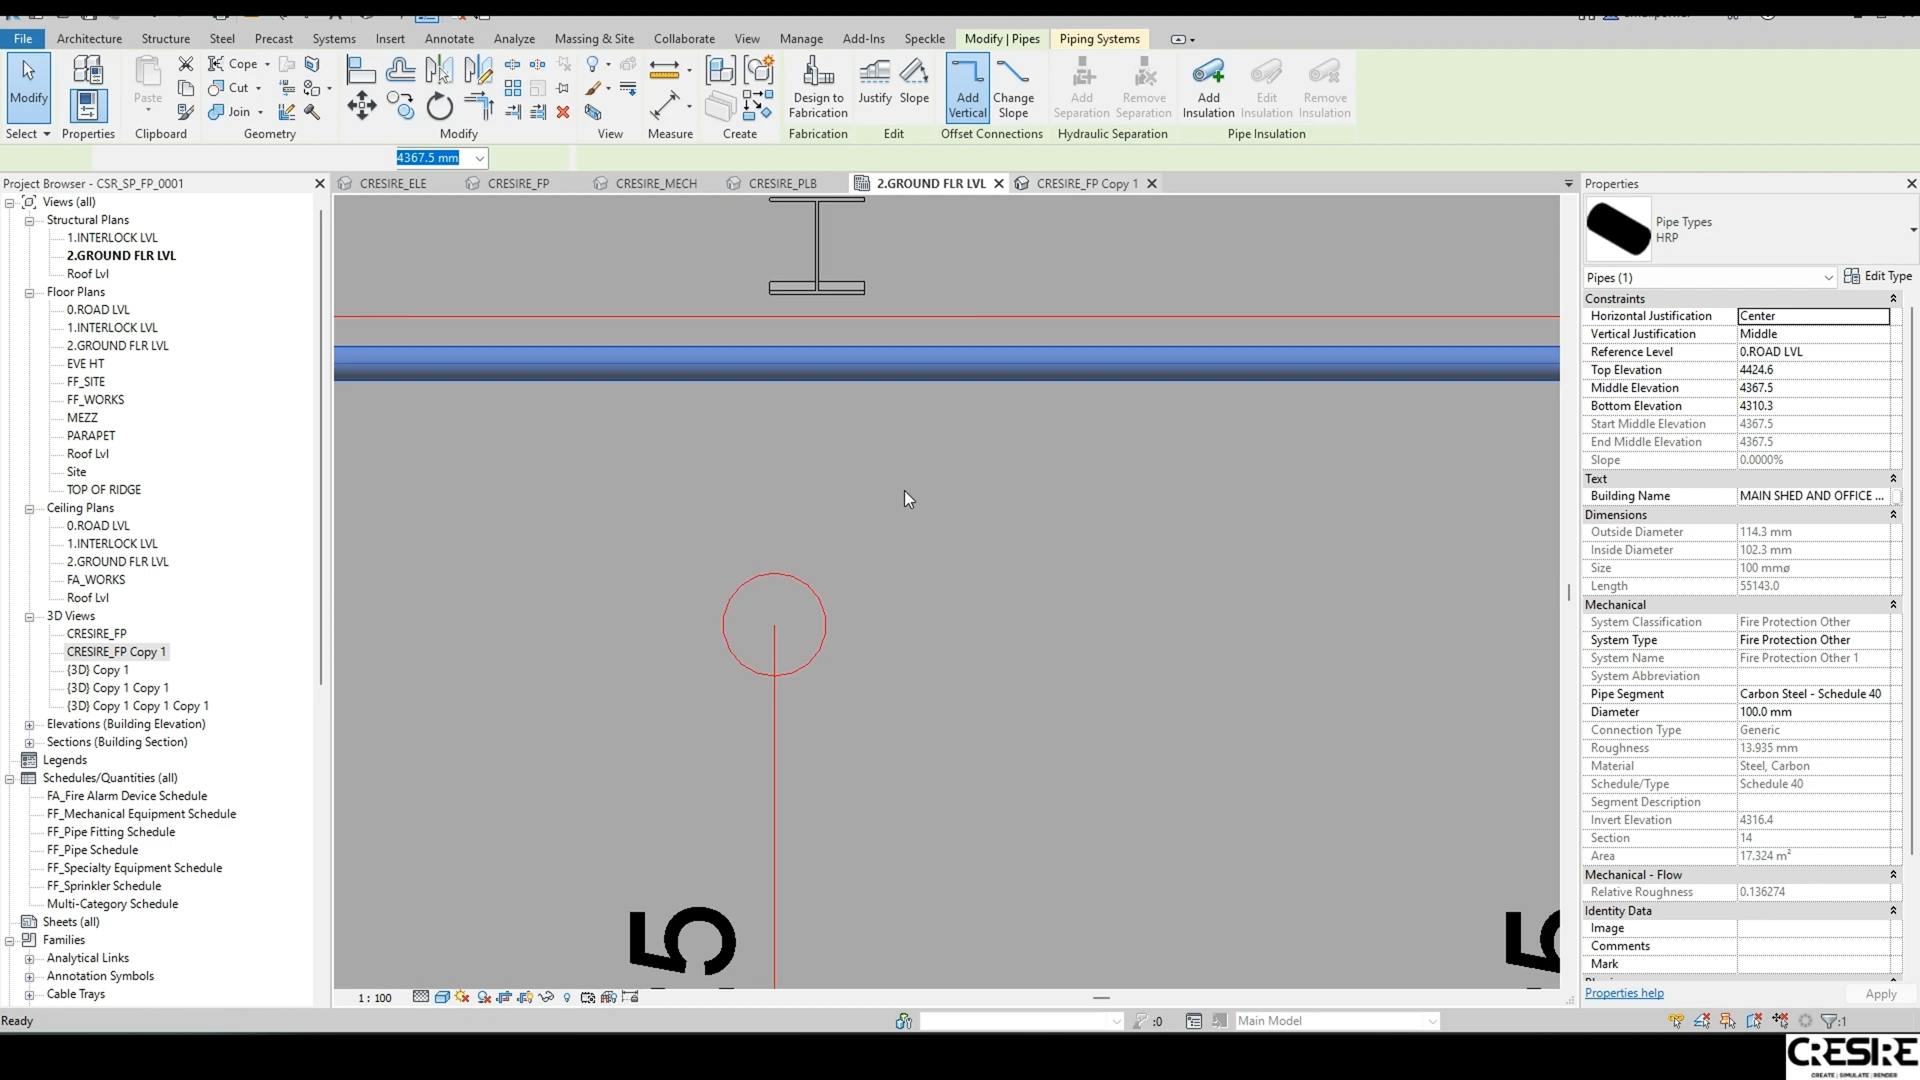 File Architecture Structure Steel Precast Systems Insert Annotate Analyze Massing & Site Collaborate View Manage Add-Ins Speckle Modify | Pipes Piping Systems
Modify
Select
Properties
Paste
Clipboard
Cope
Cut
Join
Geometry
Modify
View
Measure
Create
Design to
Fabrication
Fabrication
Justify Slope
Edit
Add
Vertical
Change
Slope
Offset Connections
Add
Separation
Remove
Separation
Hydraulic Separation
Add
Insulation
Edit
Insulation
Remove
Insulation
Pipe Insulation
4367.5 mm
Project Browser - CSR_SP_FP_0001
Views (all)
Structural Plans
1.INTERLOCK LVL
2.GROUND FLR LVL
Roof Lvl
Floor Plans
0.ROAD LVL
1.INTERLOCK LVL
2.GROUND FLR LVL
EVE HT
FF_SITE
FF_WORKS
MEZZ
PARAPET
Roof Lvl
Site
TOP OF RIDGE
Ceiling Plans
0.ROAD LVL
1.INTERLOCK LVL
2.GROUND FLR LVL
FA_WORKS
Roof Lvl
3D Views
CRESIRE_FP
CRESIRE_FP Copy 1
{3D} Copy 1
{3D} Copy 1 Copy 1
{3D} Copy 1 Copy 1 Copy 1
Elevations (Building Elevation)
Sections (Building Section)
Legends
Schedules/Quantities (all)
FA_Fire Alarm Device Schedule
FF_Mechanical Equipment Schedule
FF_Pipe Fitting Schedule
FF_Pipe Schedule
FF_Specialty Equipment Schedule
FF_Sprinkler Schedule
Multi-Category Schedule
Sheets (all)
Families
Analytical Links
Annotation Symbols
Cable Trays
CRESIRE_ELE CRESIRE_FP CRESIRE_MECH CRESIRE_PLB 2.GROUND FLR LVL CRESIRE_FP Copy 1
5
5
1 : 100
Properties
Pipe Types
HRP
Pipes (1) Edit Type
Constraints
Horizontal Justification Center
Vertical Justification Middle
Reference Level 0.ROAD LVL
Top Elevation 4424.6
Middle Elevation 4367.5
Bottom Elevation 4310.3
Start Middle Elevation 4367.5
End Middle Elevation 4367.5
Slope 0.0000%
Text
Building Name MAIN SHED AND OFFICE ...
Dimensions
Outside Diameter 114.3 mm
Inside Diameter 102.3 mm
Size 100 mmø
Length 55143.0
Mechanical
System Classification Fire Protection Other
System Type Fire Protection Other
System Name Fire Protection Other 1
System Abbreviation
Pipe Segment Carbon Steel - Schedule 40
Diameter 100.0 mm
Connection Type Generic
Roughness 13.935 mm
Material Steel, Carbon
Schedule/Type Schedule 40
Segment Description
Invert Elevation 4316.4
Section 14
Area 17.324 m²
Mechanical - Flow
Relative Roughness 0.136274
Identity Data
Image
Comments
Mark
Properties help Apply
Ready :0 Main Model :1
CRESIRE
CREATE | SIMULATE | RENDER